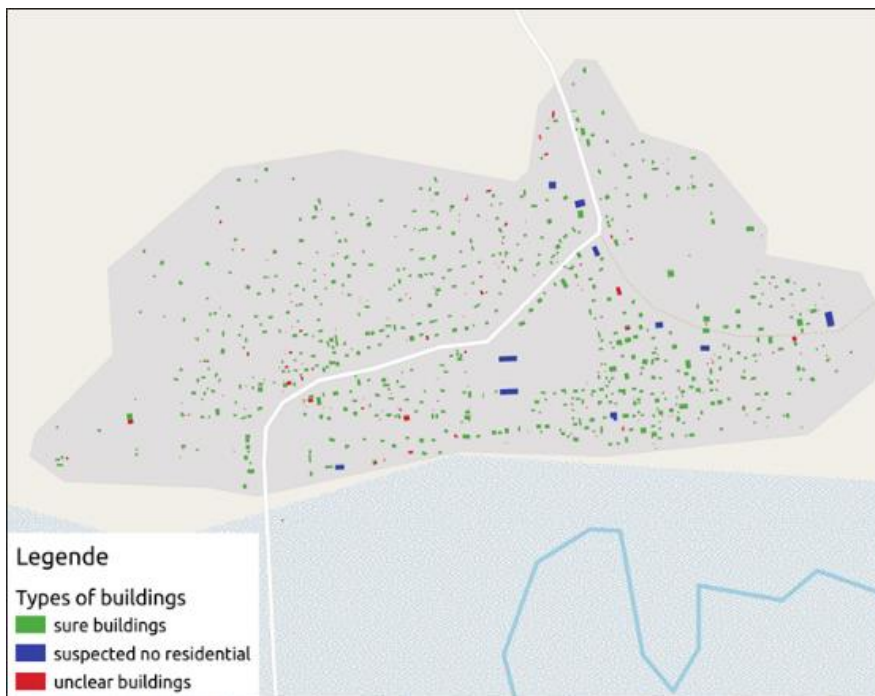 Legende
Types of buildings
sure buildings
suspected no residential
unclear buildings